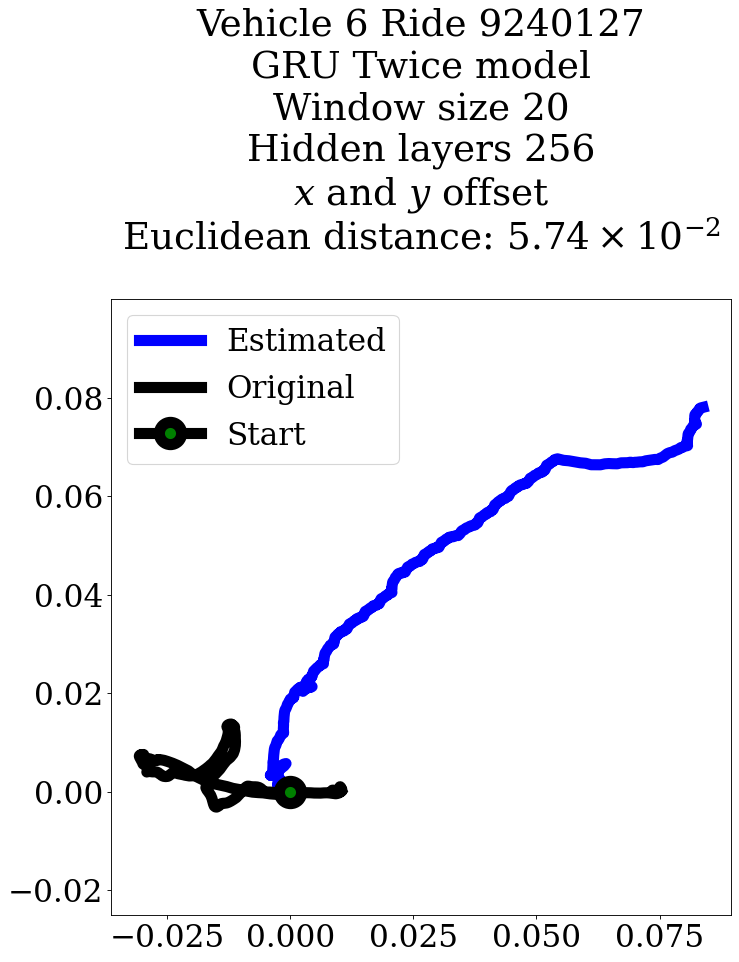 Vehicle 6 Ride 9240127
GRU Twice model
Window size 20
Hidden layers 256
x and y offset
Euclidean distance: 5.74 × 10⁻²
Estimated
Original
Start
0.08
0.06
0.04
0.02
0.00
−0.02
−0.025 0.000 0.025 0.050 0.075